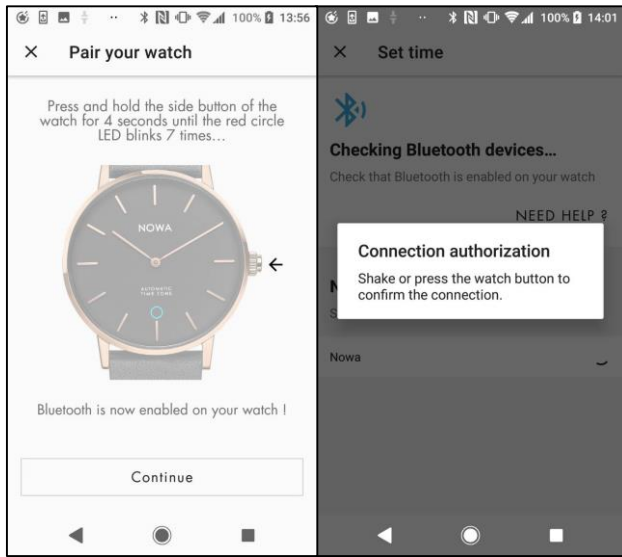 100% 13:56
Pair your watch
Press and hold the side button of the
watch for 4 seconds until the red circle
LED blinks 7 times...
NOWA
AUTOMATIC
Bluetooth is now enabled on your watch !
Continue
100% 14:01
Set time
Checking Bluetooth devices...
Check that Bluetooth is enabled on your watch
NEED HELP ?
Connection authorization
Shake or press the watch button to
confirm the connection.
N
S
Nowa